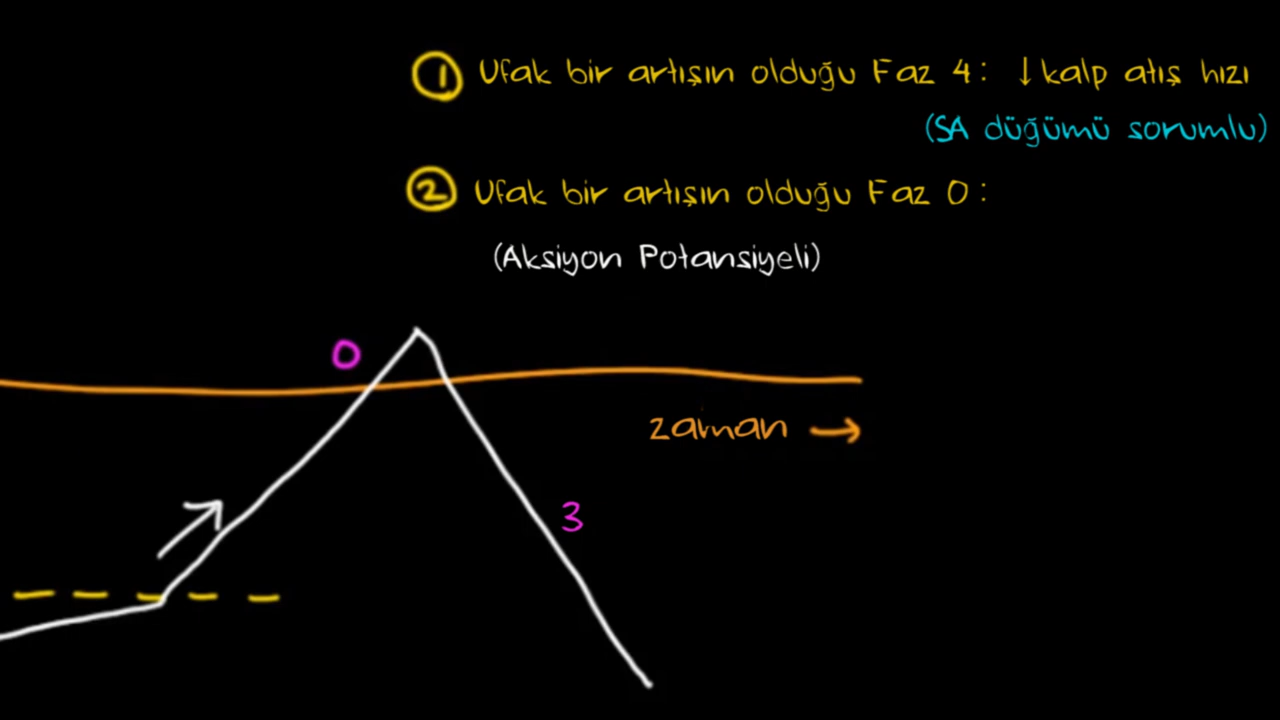 1 Ufak bir artışın olduğu Faz 4: ↓kalp atış hızı
(SA düğümü sorumlu)
2 Ufak bir artışın olduğu Faz 0:
(Aksiyon Potansiyeli)
0
zaman →
3